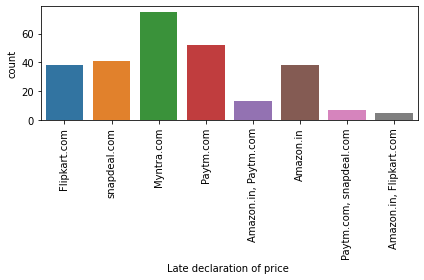 count
60
40
20
0
Flipkart.com
snapdeal.com
Myntra.com
Paytm.com
Amazon.in, Paytm.com
Amazon.in
Paytm.com, snapdeal.com
Amazon.in, Flipkart.com
Late declaration of price